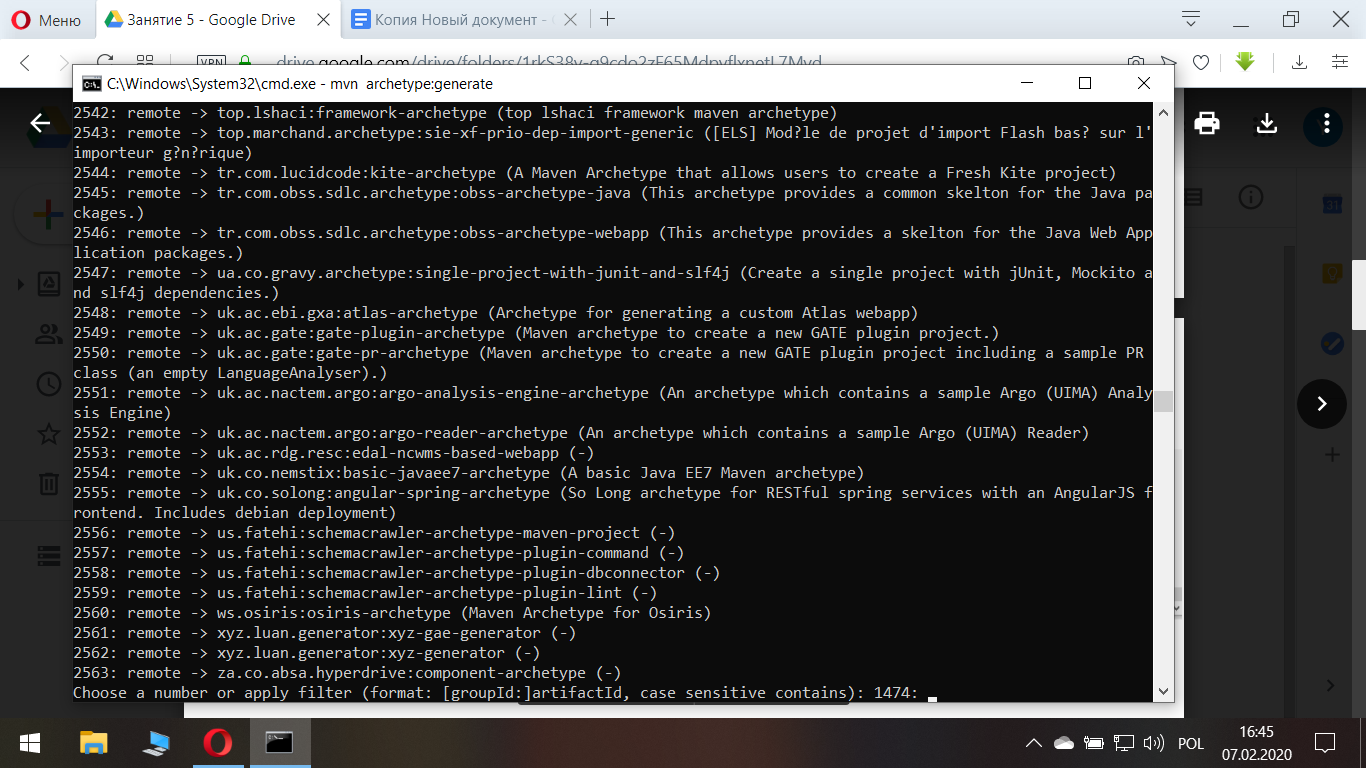 Меню
Занятие 5 - Google Drive
Копия Новый документ -
VPN
C:\Windows\System32\cmd.exe - mvn  archetype:generate
2542: remote -> top.lshaci:framework-archetype (top lshaci framework maven archetype)
2543: remote -> top.marchand.archetype:sie-xf-prio-dep-import-generic ([ELS] Mod?le de projet d'import Flash bas? sur l'
importeur g?n?rique)
2544: remote -> tr.com.lucidcode:kite-archetype (A Maven Archetype that allows users to create a Fresh Kite project)
2545: remote -> tr.com.obss.sdlc.archetype:obss-archetype-java (This archetype provides a common skelton for the Java pa
ckages.)
2546: remote -> tr.com.obss.sdlc.archetype:obss-archetype-webapp (This archetype provides a skelton for the Java Web App
lication packages.)
2547: remote -> ua.co.gravy.archetype:single-project-with-junit-and-slf4j (Create a single project with jUnit, Mockito a
nd slf4j dependencies.)
2548: remote -> uk.ac.ebi.gxa:atlas-archetype (Archetype for generating a custom Atlas webapp)
2549: remote -> uk.ac.gate:gate-plugin-archetype (Maven archetype to create a new GATE plugin project.)
2550: remote -> uk.ac.gate:gate-pr-archetype (Maven archetype to create a new GATE plugin project including a sample PR
class (an empty LanguageAnalyser).)
2551: remote -> uk.ac.nactem.argo:argo-analysis-engine-archetype (An archetype which contains a sample Argo (UIMA) Analy
sis Engine)
2552: remote -> uk.ac.nactem.argo:argo-reader-archetype (An archetype which contains a sample Argo (UIMA) Reader)
2553: remote -> uk.ac.rdg.resc:edal-ncwms-based-webapp (-)
2554: remote -> uk.co.nemstix:basic-javaee7-archetype (A basic Java EE7 Maven archetype)
2555: remote -> uk.co.solong:angular-spring-archetype (So Long archetype for RESTful spring services with an AngularJS f
rontend. Includes debian deployment)
2556: remote -> us.fatehi:schemacrawler-archetype-maven-project (-)
2557: remote -> us.fatehi:schemacrawler-archetype-plugin-command (-)
2558: remote -> us.fatehi:schemacrawler-archetype-plugin-dbconnector (-)
2559: remote -> us.fatehi:schemacrawler-archetype-plugin-lint (-)
2560: remote -> ws.osiris:osiris-archetype (Maven Archetype for Osiris)
2561: remote -> xyz.luan.generator:xyz-gae-generator (-)
2562: remote -> xyz.luan.generator:xyz-generator (-)
2563: remote -> za.co.absa.hyperdrive:component-archetype (-)
Choose a number or apply filter (format: [groupId:]artifactId, case sensitive contains): 1474:
POL
16:45
07.02.2020